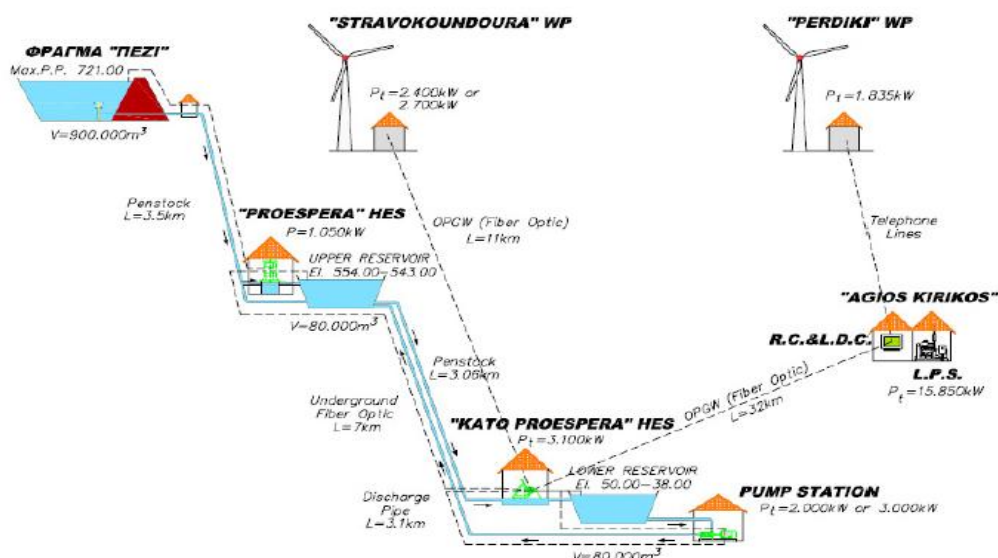 "STRAVOKOUNDOURA" WP
"PERDIKI" WP
ΦΡΑΓΜΑ "ΠΕΖΙ"
Max.P.P. 721.00
V=900.000m³
Pt=2.400kW or
2.700kW
Pt=1.835kW
Penstock
L=3.5km
"PROESPERA" HES
P=1.050kW
UPPER RESERVOIR
El. 554.00-543.00
V=80.000m³
OPGW (Fiber Optic)
L=11km
Telephone
Lines
"AGIOS KIRIKOS"
R.C.&L.D.C.
L.P.S.
Pt=15.850kW
Penstock
L=3.06km
Underground
Fiber Optic
L=7km
OPGW (Fiber Optic)
L=32km
"KATO PROESPERA" HES
Pt=3.100kW
LOWER RESERVOIR
El. 50.00-38.00
Discharge
Pipe
L=3.1km
PUMP STATION
Pt=2.000kW or 3.000kW
V=80.000m³